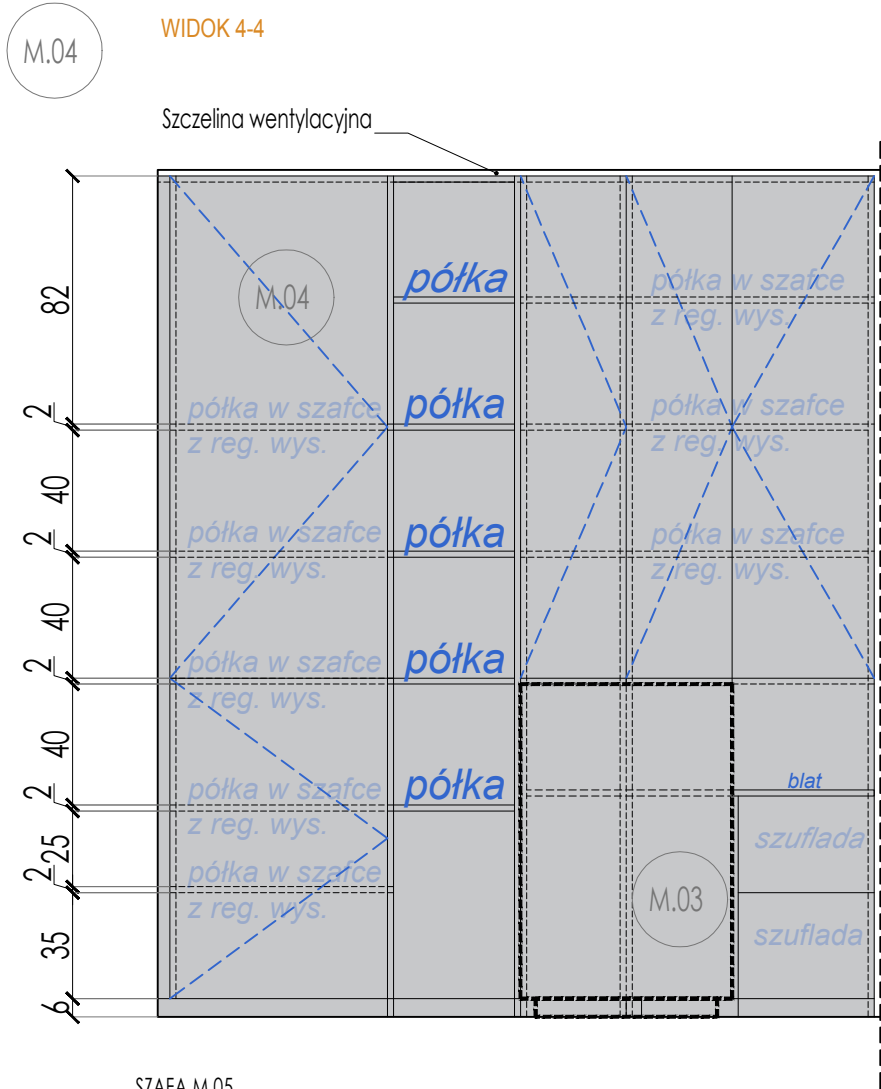 M.04
WIDOK 4-4
Szczelina wentylacyjna
M.04
82
2
40
2
40
2
40
2
25
2
35
6
półka
półka w szafce
z reg. wys.
półka w szafce
z reg. wys.
półka
półka w szafce
z reg. wys.
półka w szafce
z reg. wys.
półka
półka w szafce
z reg. wys.
półka w szafce
z reg. wys.
półka
półka w szafce
z reg. wys.
półka
blat
szuflada
półka w szafce
z reg. wys.
M.03
szuflada
SZAFA M.05